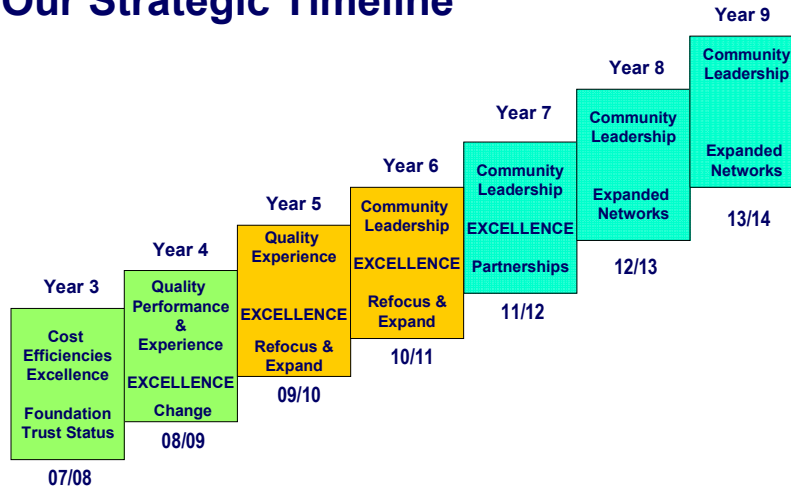 Our Strategic Timeline
Year 3
Cost
Efficiencies
Excellence
Foundation
Trust Status
07/08
Year 4
Quality
Performance
&
Experience
EXCELLENCE
Change
08/09
Year 5
Quality
Experience
EXCELLENCE
Refocus &
Expand
09/10
Year 6
Community
Leadership
EXCELLENCE
Refocus &
Expand
10/11
Year 7
Community
Leadership
EXCELLENCE
Partnerships
11/12
Year 8
Community
Leadership
Expanded
Networks
12/13
Year 9
Community
Leadership
Expanded
Networks
13/14